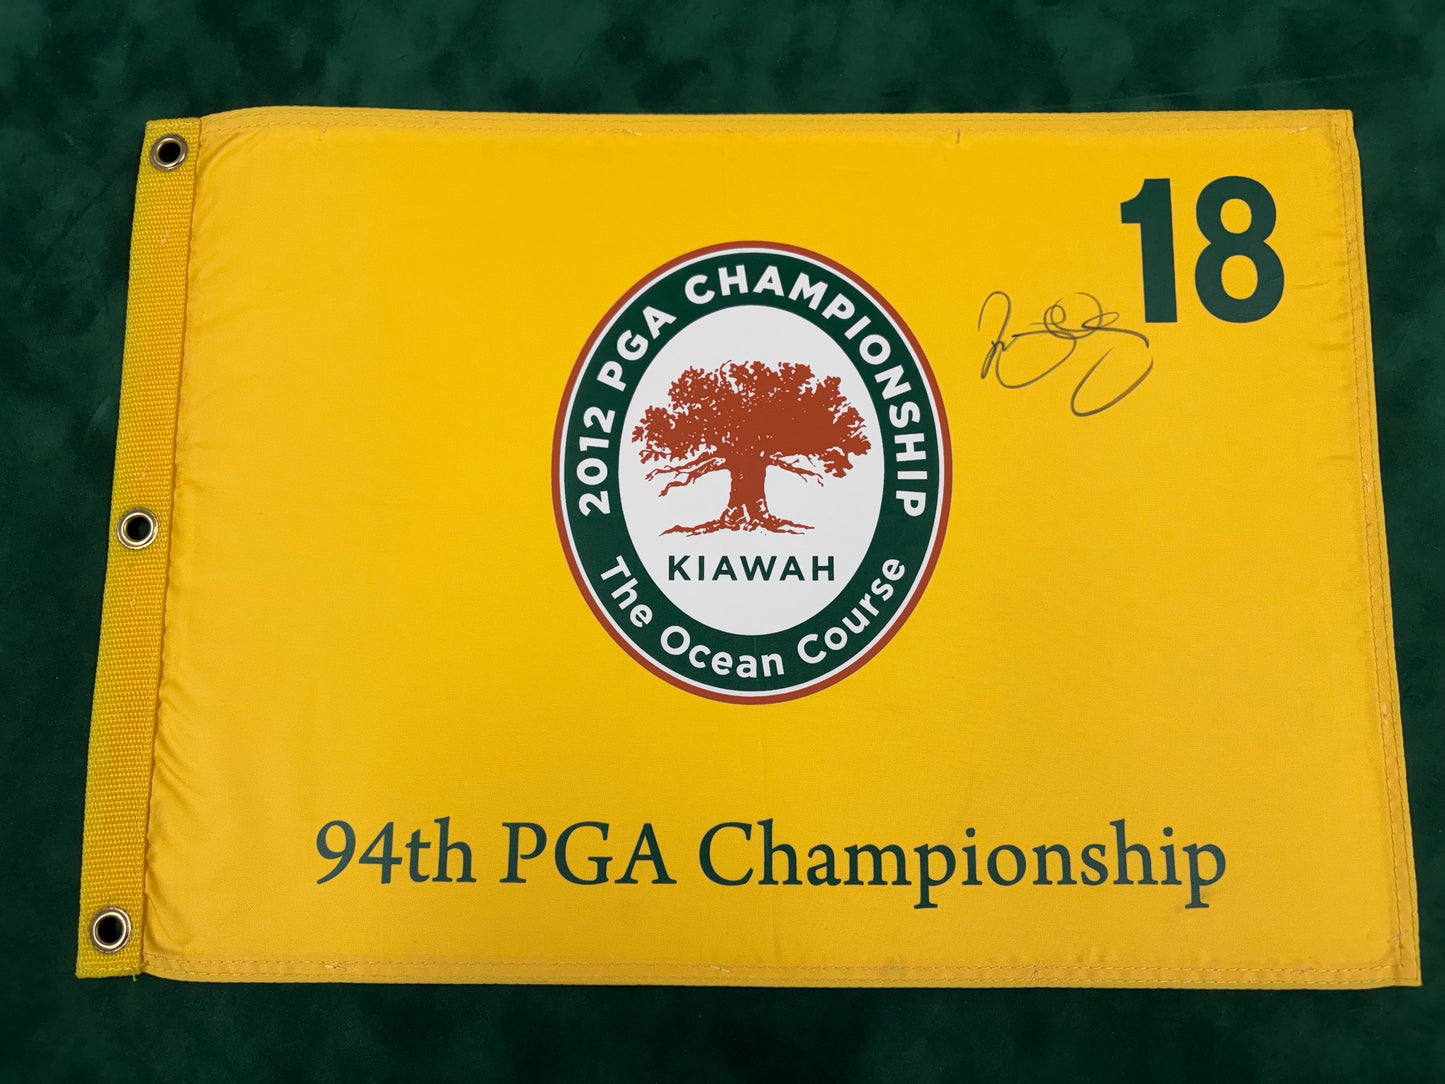 18
2012 PGA CHAMPIONSHIP
KIAWAH
The Ocean Course
94th PGA Championship